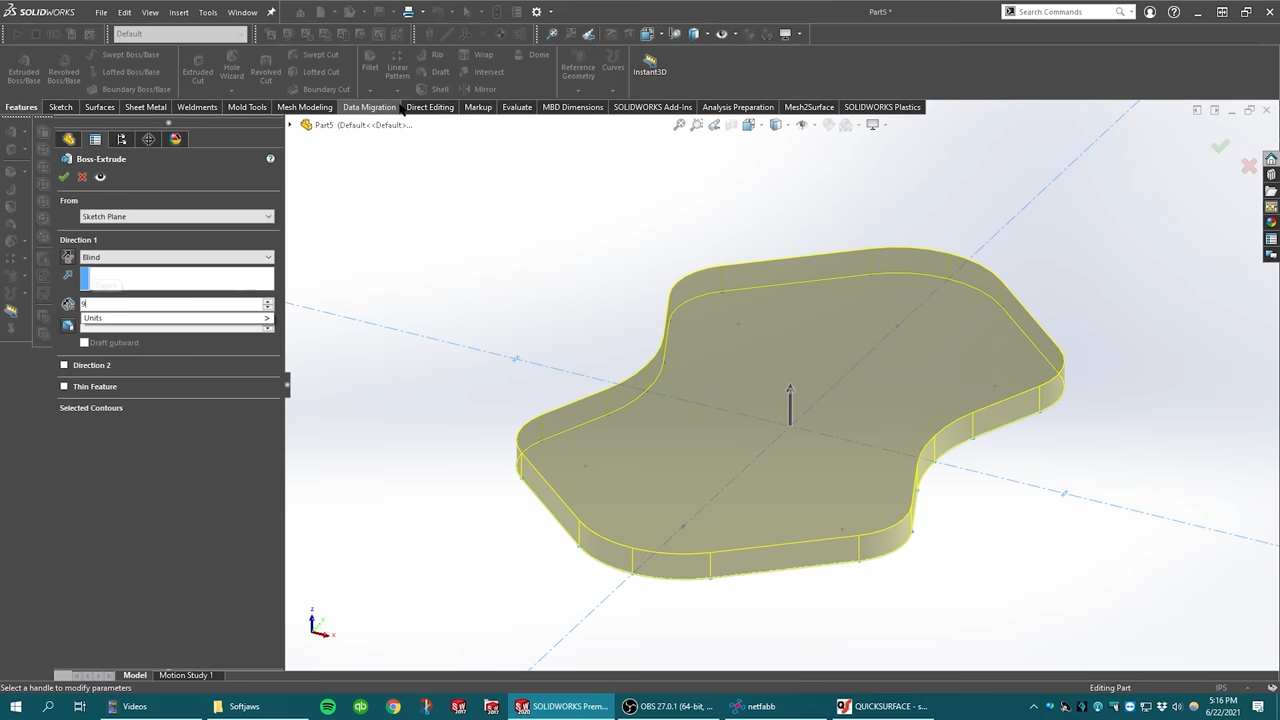 SOLIDWORKS File Edit View Insert Tools Window Part5 * Search Commands
Default
Extruded Boss/Base
Revolved Boss/Base
Swept Boss/Base
Lofted Boss/Base
Boundary Boss/Base
Extruded Cut
Hole Wizard
Revolved Cut
Swept Cut
Lofted Cut
Boundary Cut
Fillet
Linear Pattern
Rib
Draft
Shell
Wrap
Intersect
Mirror
Dome
Reference Geometry
Curves
Instant3D
Features Sketch Surfaces Sheet Metal Weldments Mold Tools Mesh Modeling Data Migration Direct Editing Markup Evaluate MBD Dimensions SOLIDWORKS Add-Ins Analysis Preparation Mesh2Surface SOLIDWORKS Plastics
Part5 (Default<<Default>...
Boss-Extrude
From
Sketch Plane
Direction 1
Blind
9
Units >
Draft outward
Direction 2
Thin Feature
Selected Contours
z
y
x
Model Motion Study 1
Select a handle to modify parameters Editing Part IPS
Videos Softjaws SOLIDWORKS Prem... OBS 27.0.1 (64-bit, ... netfabb QUICKSURFACE - s...
5:16 PM
6/22/2021